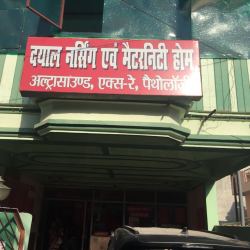 दयाल नर्सिंग एवं मैटरनिटी होम
अल्ट्रासाउण्ड, एक्स-रे, पैथोलॉजी